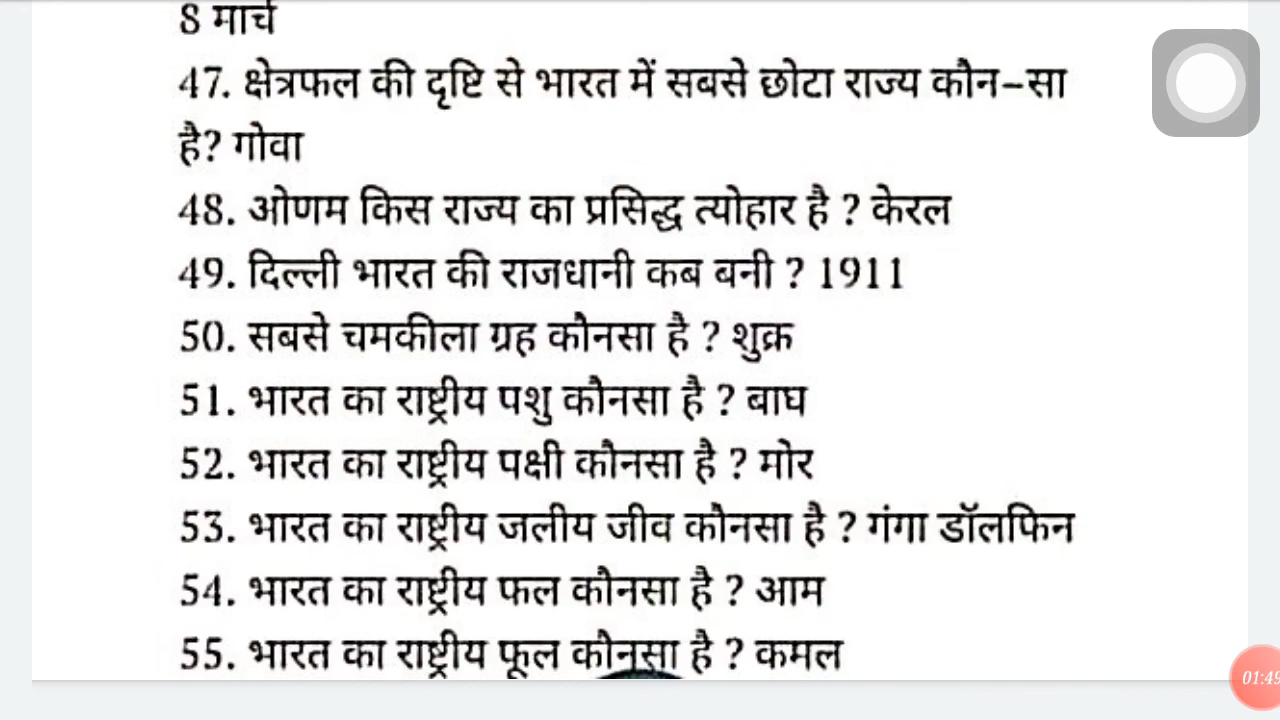 8 मार्च
47. क्षेत्रफल की दृष्टि से भारत में सबसे छोटा राज्य कौन-सा
है? गोवा
48. ओणम किस राज्य का प्रसिद्ध त्योहार है ? केरल
49. दिल्ली भारत की राजधानी कब बनी ? 1911
50. सबसे चमकीला ग्रह कौनसा है ? शुक्र
51. भारत का राष्ट्रीय पशु कौनसा है ? बाघ
52. भारत का राष्ट्रीय पक्षी कौनसा है ? मोर
53. भारत का राष्ट्रीय जलीय जीव कौनसा है ? गंगा डॉलफिन
54. भारत का राष्ट्रीय फल कौनसा है ? आम
55. भारत का राष्ट्रीय फूल कौनसा है ? कमल
01:49